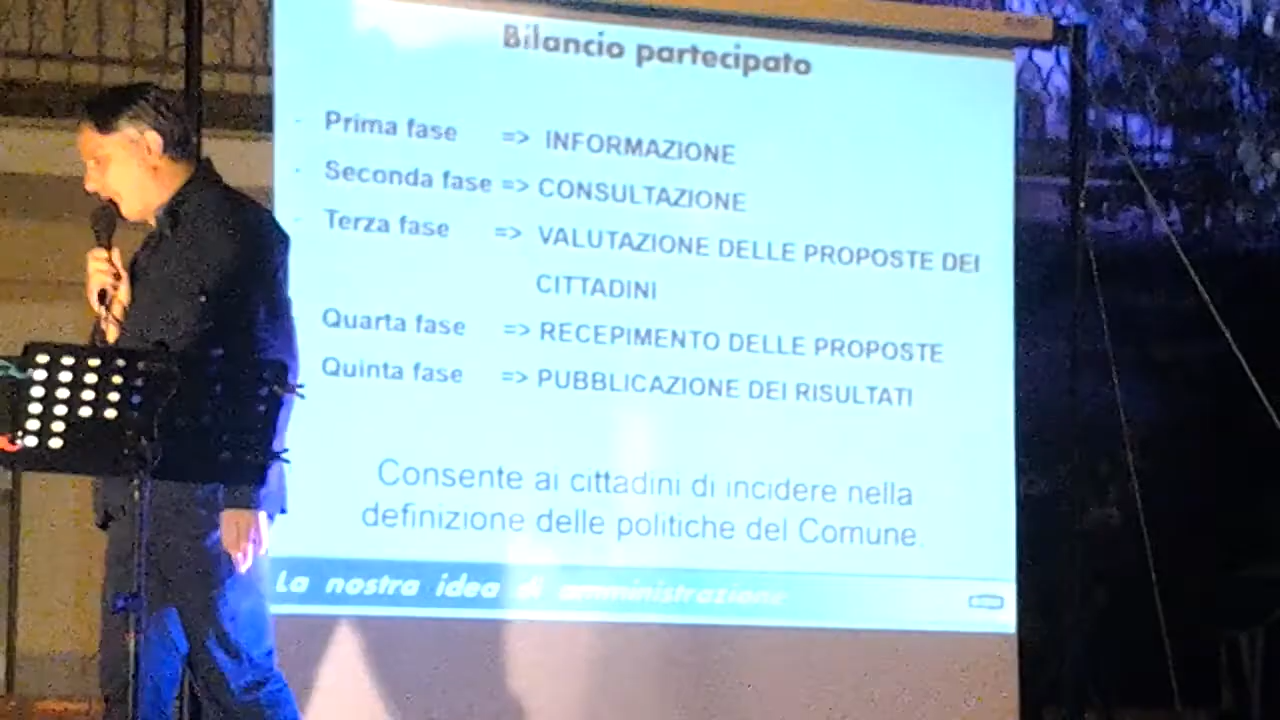 Bilancio partecipato
- Prima fase => INFORMAZIONE
- Seconda fase => CONSULTAZIONE
- Terza fase => VALUTAZIONE DELLE PROPOSTE DEI
CITTADINI
Quarta fase => RECEPIMENTO DELLE PROPOSTE
Quinta fase => PUBBLICAZIONE DEI RISULTATI
Consente ai cittadini di incidere nella
definizione delle politiche del Comune.
La nostra idea di amministrazione